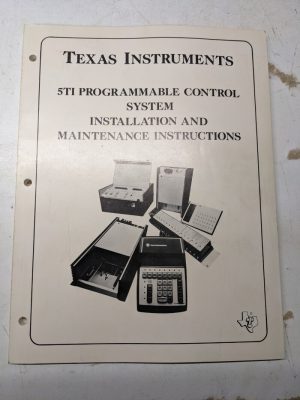 TEXAS INSTRUMENTS
5TI PROGRAMMABLE CONTROL
SYSTEM
INSTALLATION AND
MAINTENANCE INSTRUCTIONS